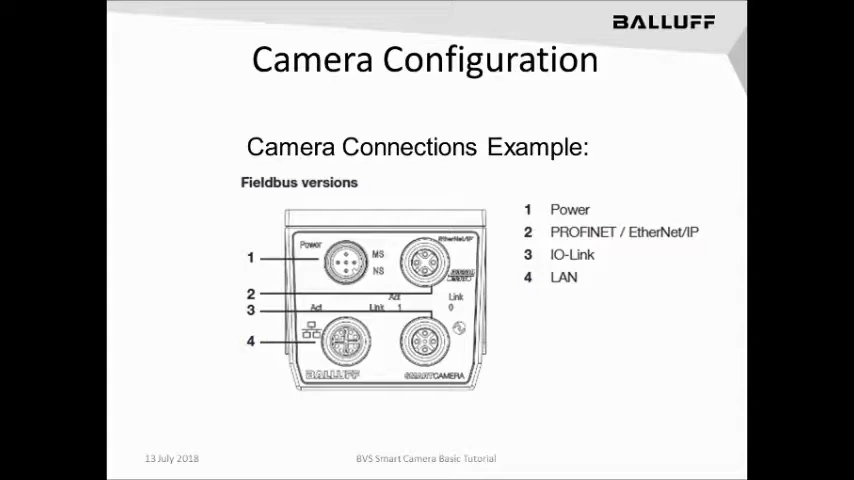 BALLUFF
Camera Configuration
Camera Connections Example:
Fieldbus versions
1 Power
2 PROFINET / EtherNet/IP
3 IO-Link
4 LAN
Power
EtherNet/IP
MS
NS
1
2
3
4
Act
Link
Act Link 1
0
BALLUFF
SMARTCAMERA
13 July 2018
BVS Smart Camera Basic Tutorial